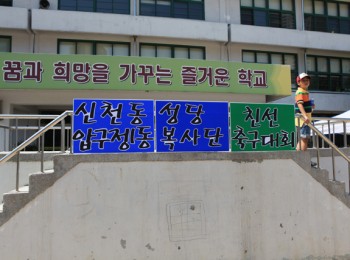 꿈과 희망을 가꾸는 즐거운 학교
신천동 성당 친선
압구정동 복사단 축구대회